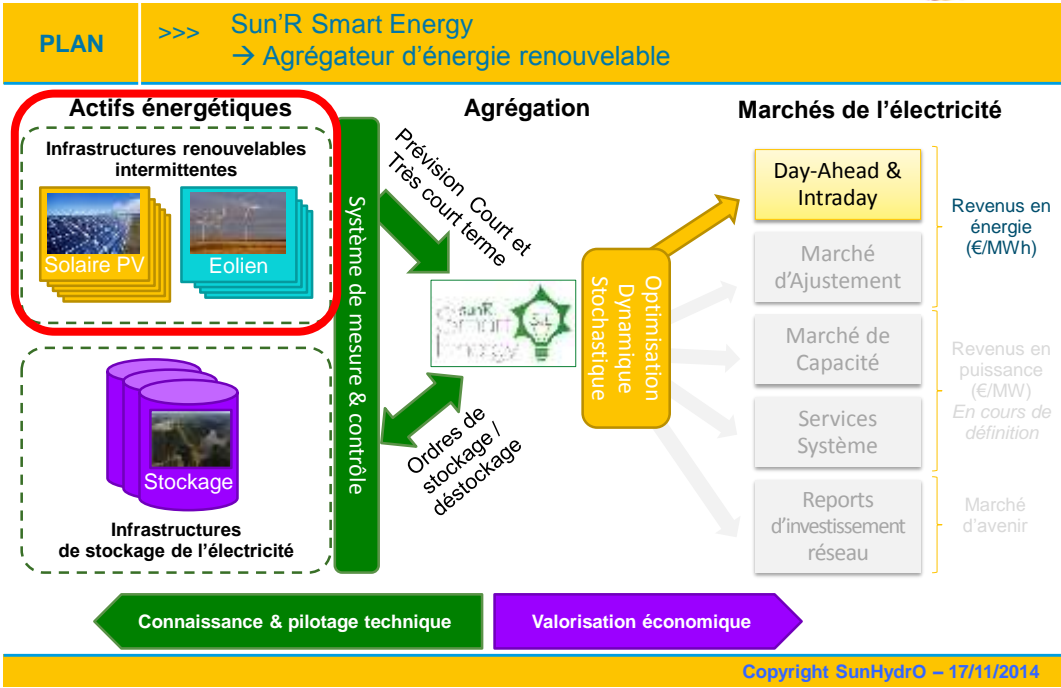 PLAN
>>> Sun’R Smart Energy
→ Agrégateur d’énergie renouvelable
Actifs énergétiques
Infrastructures renouvelables
intermittentes
Solaire PV
Eolien
Stockage
Infrastructures
de stockage de l’électricité
Système de mesure & contrôle
Agrégation
Prévision Court et
Très court terme
sunR
smart
Energy
Ordres de
stockage /
déstockage
Optimisation
Dynamique
Stochastique
Marchés de l’électricité
Day-Ahead &
Intraday
Marché
d’Ajustement
Marché de
Capacité
Services
Système
Reports
d’investissement
réseau
Revenus en
énergie
(€/MWh)
Revenus en
puissance
(€/MW)
En cours de
définition
Marché
d’avenir
Connaissance & pilotage technique
Valorisation économique
Copyright SunHydrO – 17/11/2014